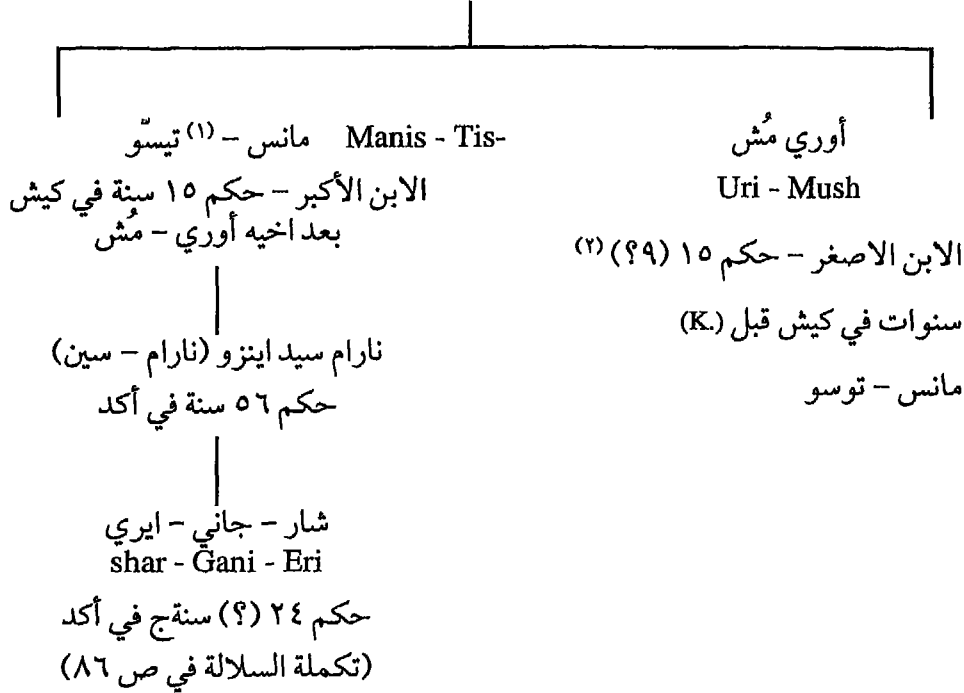 أوري مُش
Uri - Mush
الابن الاصغر – حكم ١٥ (٩؟) (٢)
سنوات في كيش قبل (K.)
مانس – توسو
مانس – (١) تيسّو Manis - Tis-
الابن الأكبر – حكم ١٥ سنة في كيش
بعد اخيه أوري – مُش
نارام سيد اينزو (نارام – سين)
حكم ٥٦ سنة في أكد
شار – جاني – ايري
shar - Gani - Eri
حكم ٢٤ (؟) سنةج في أكد
(تكملة السلالة في ص ٨٦)